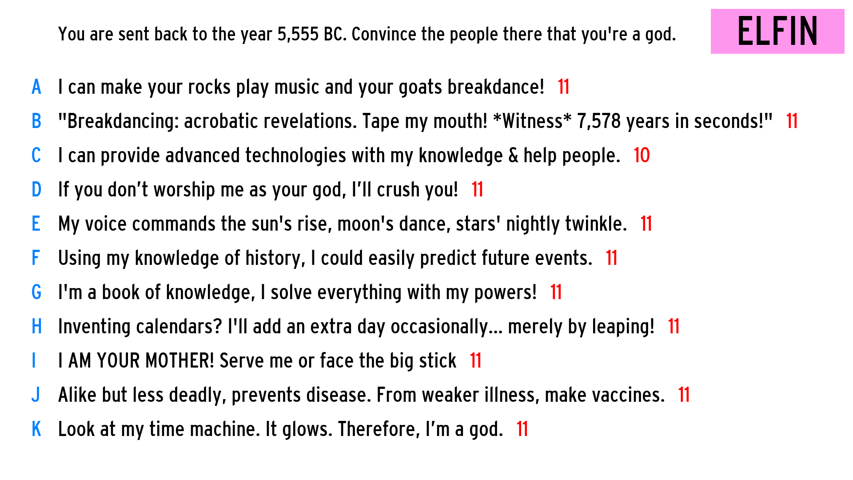 You are sent back to the year 5,555 BC. Convince the people there that you're a god.
ELFIN
A I can make your rocks play music and your goats breakdance! 11
B "Breakdancing: acrobatic revelations. Tape my mouth! *Witness* 7,578 years in seconds!" 11
C I can provide advanced technologies with my knowledge & help people. 10
D If you don’t worship me as your god, I’ll crush you! 11
E My voice commands the sun's rise, moon's dance, stars' nightly twinkle. 11
F Using my knowledge of history, I could easily predict future events. 11
G I'm a book of knowledge, I solve everything with my powers! 11
H Inventing calendars? I'll add an extra day occasionally... merely by leaping! 11
I I AM YOUR MOTHER! Serve me or face the big stick 11
J Alike but less deadly, prevents disease. From weaker illness, make vaccines. 11
K Look at my time machine. It glows. Therefore, I’m a god. 11